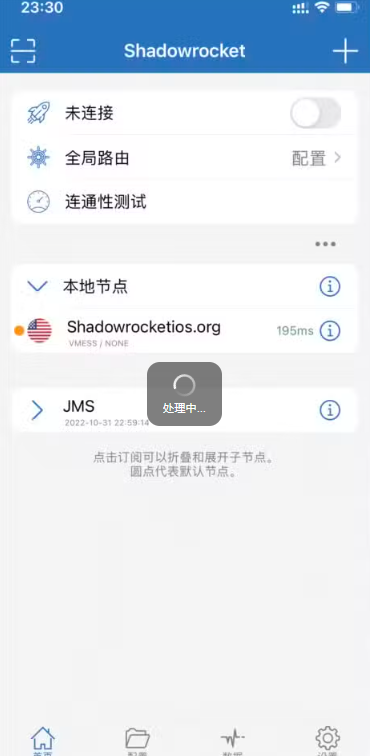 23:30
Shadowrocket
未连接
全局路由
配置
连通性测试
本地节点
Shadowrocketios.org
195ms
VMESS / NONE
处理中...
JMS
2022-10-31 22:59:14
点击订阅可以折叠和展开子节点。
圆点代表默认节点。
首页
配置
数据
设置